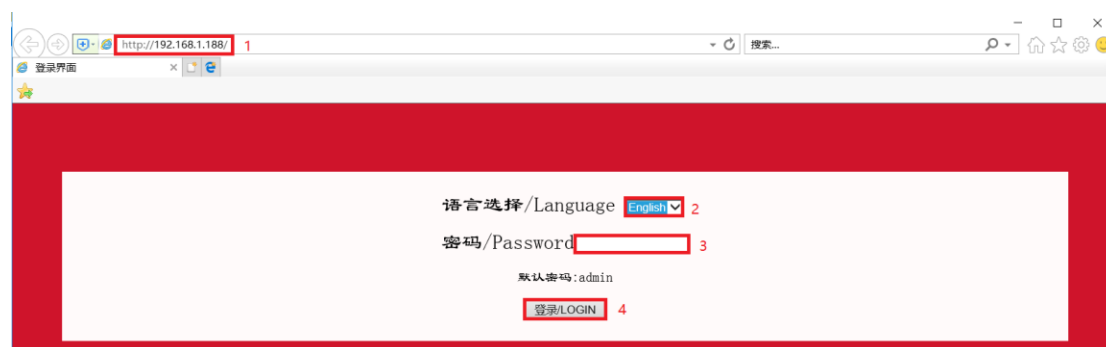 http://192.168.1.188/ 1
搜索...
登录界面
语言选择/Language English 2
密码/Password 3
默认密码:admin
登录/LOGIN 4